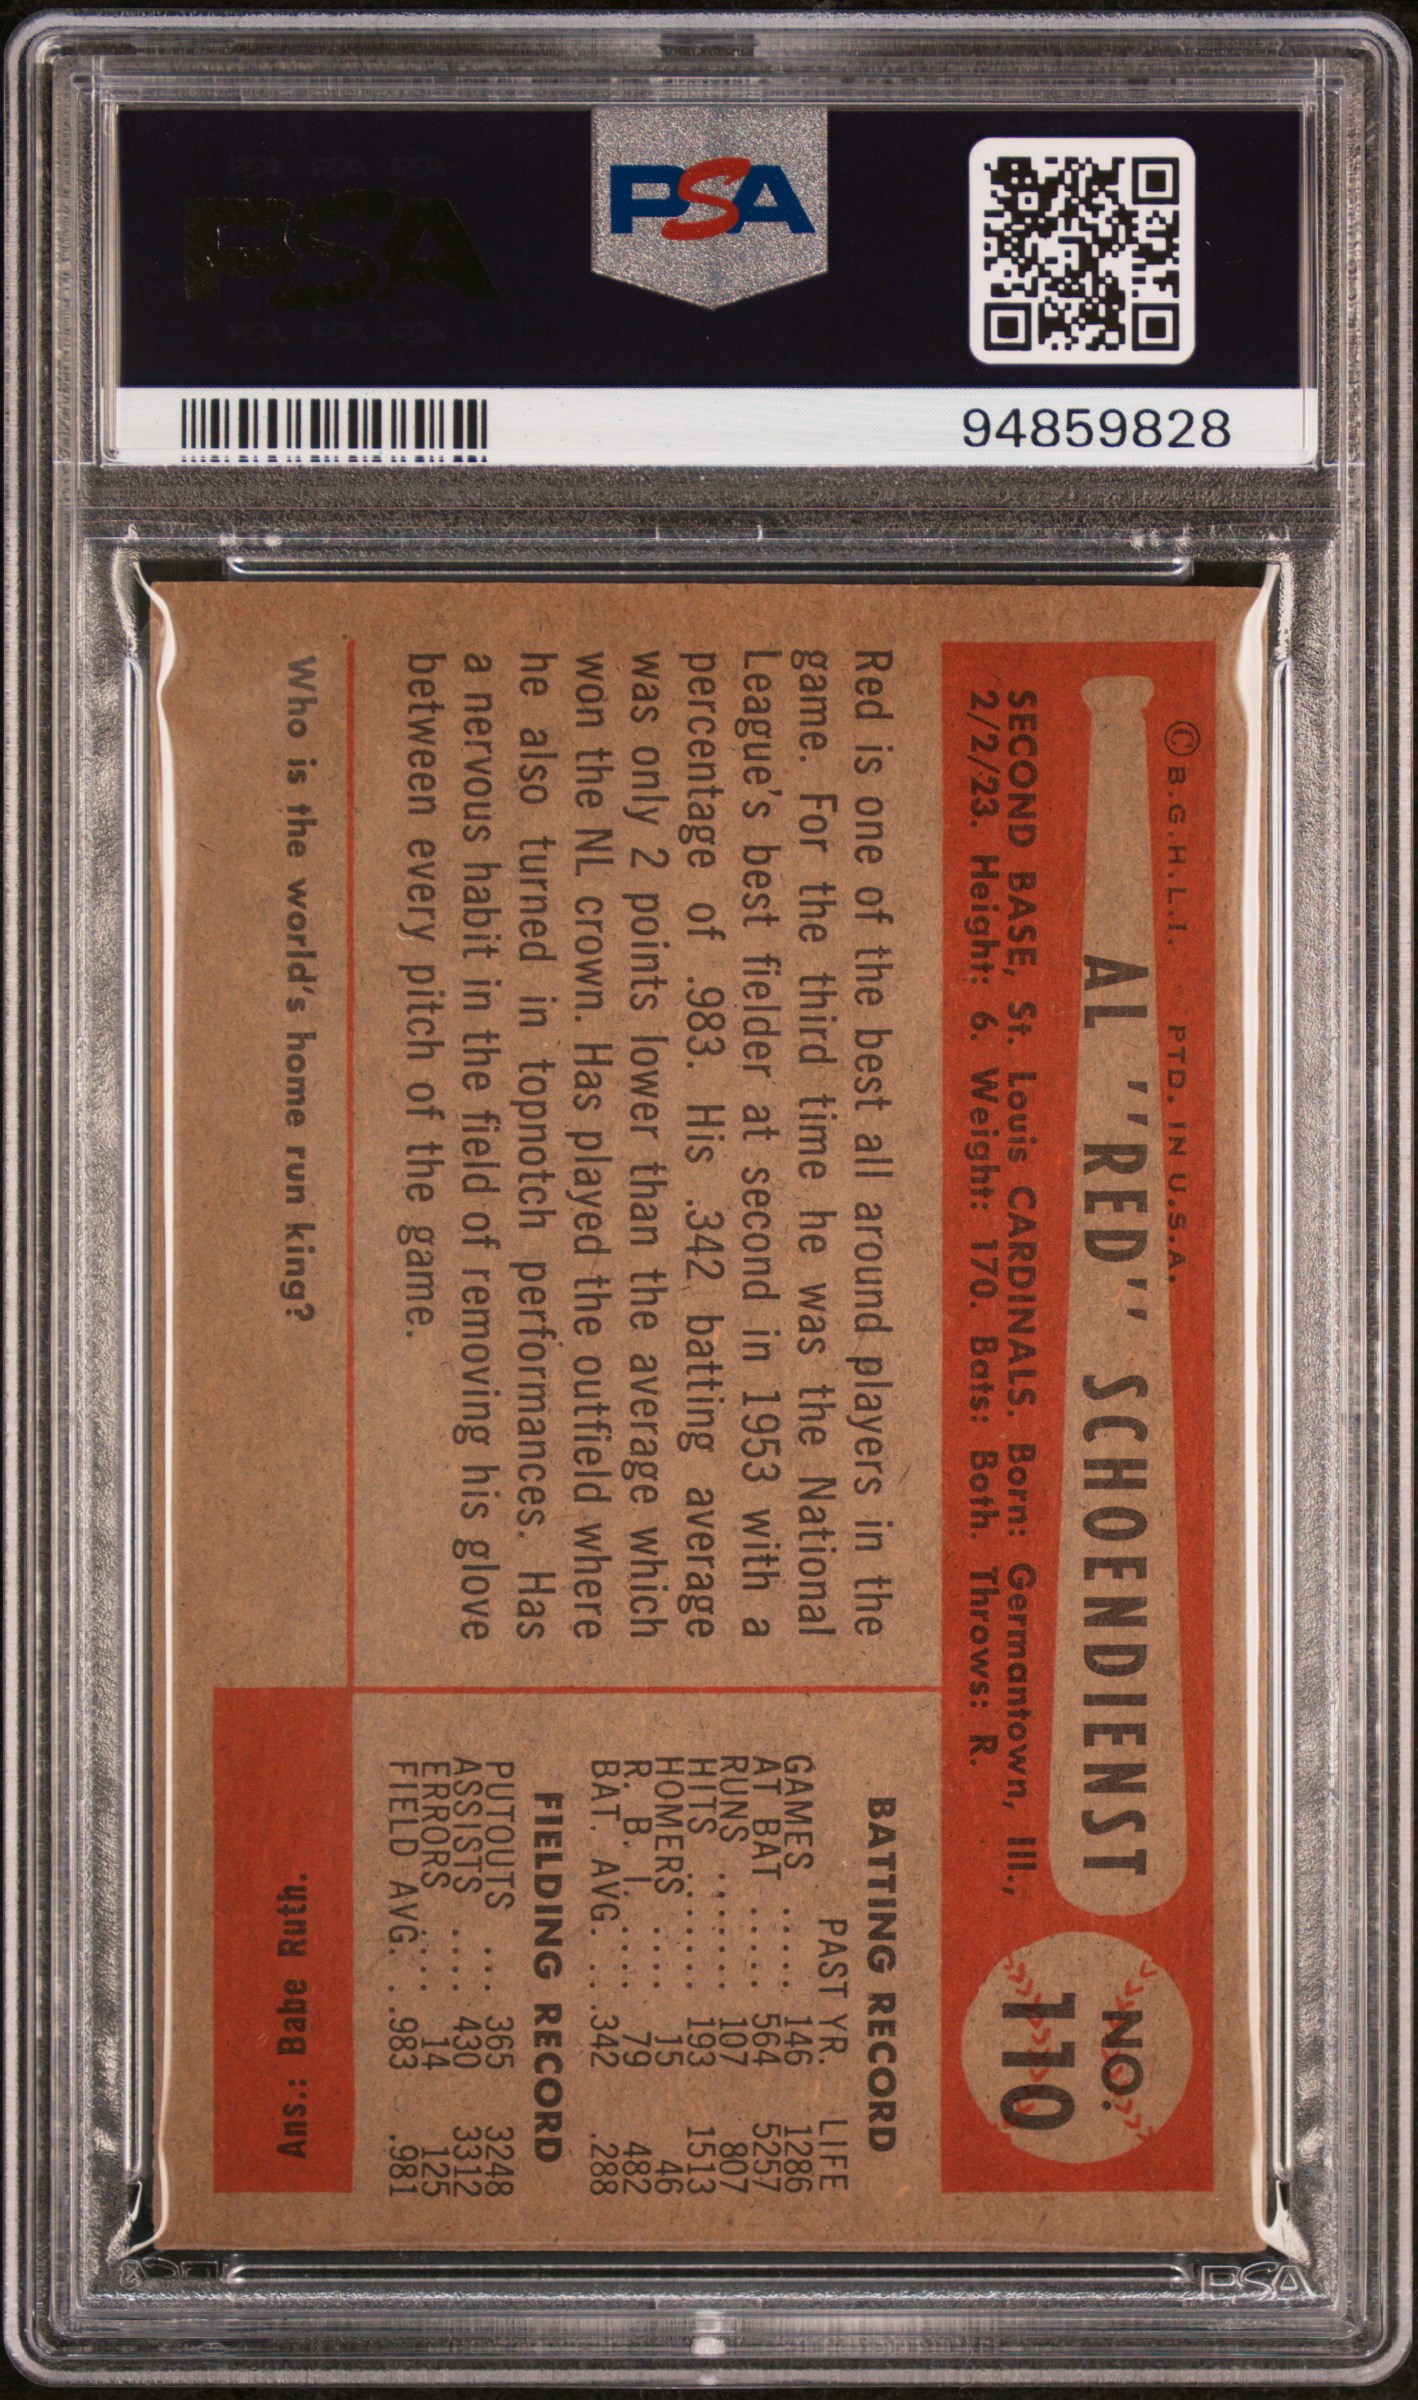 PSA
PSA
94859828
©B.G.H.L.I. PTD. IN U.S.A.
AL "RED" SCHOENDIENST
NO.
110
SECOND BASE, St. Louis CARDINALS. Born: Germantown, Ill.,
2/2/23. Height: 6. Weight: 170. Bats: Both. Throws: R.
Red is one of the best all around players in the
game. For the third time he was the National
League's best fielder at second in 1953 with a
percentage of .983. His .342 batting average
was only 2 points lower than the average which
won the NL crown. Has played the outfield where
he also turned in topnotch performances. Has
a nervous habit in the field of removing his glove
between every pitch of the game.
BATTING RECORD
PAST YR. LIFE
GAMES ..... 146 1286
AT BAT ..... 564 5257
RUNS ....... 107 807
HITS ....... 193 1513
HOMERS .... 15 46
R. B. I. .... 79 482
BAT. AVG. .. .342 .288
FIELDING RECORD
PUTOUTS ... 365 3248
ASSISTS .... 430 3312
ERRORS .... 14 125
FIELD AVG. . .983 .981
Who is the world's home run king?
Ans.: Babe Ruth.
PSA